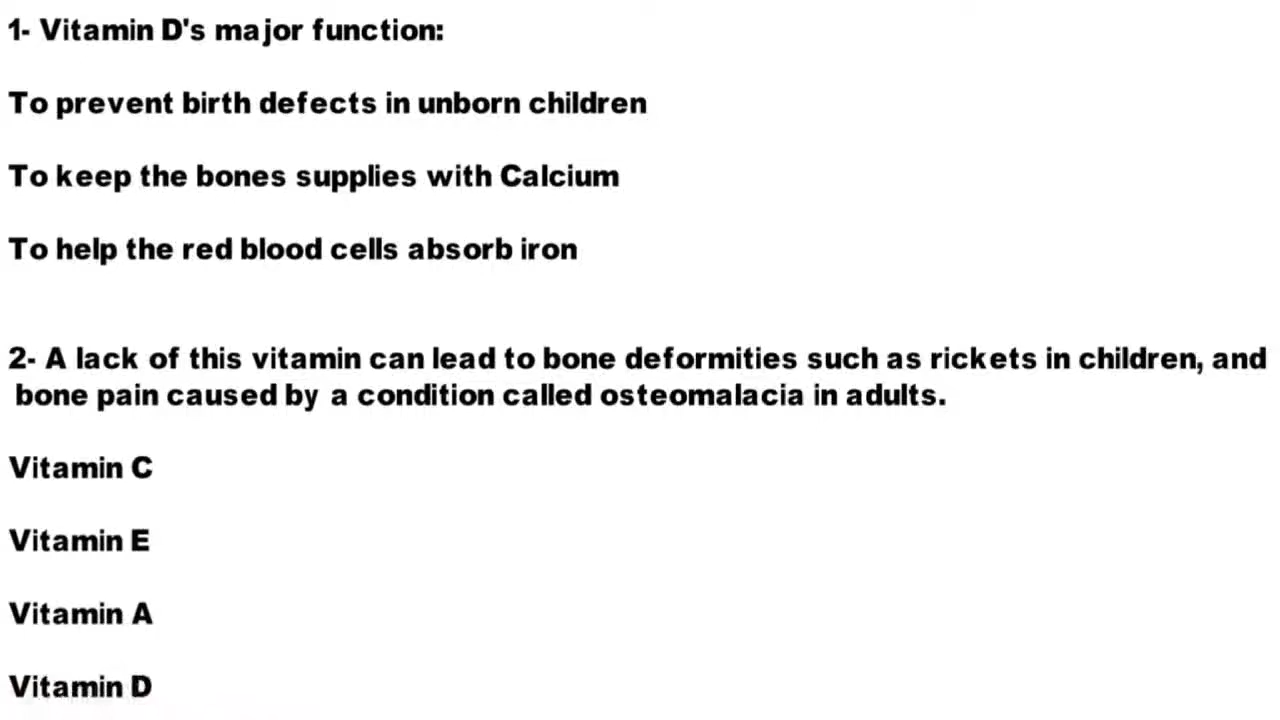 1- Vitamin D's major function:
To prevent birth defects in unborn children
To keep the bones supplies with Calcium
To help the red blood cells absorb iron
2- A lack of this vitamin can lead to bone deformities such as rickets in children, and
bone pain caused by a condition called osteomalacia in adults.
Vitamin C
Vitamin E
Vitamin A
Vitamin D